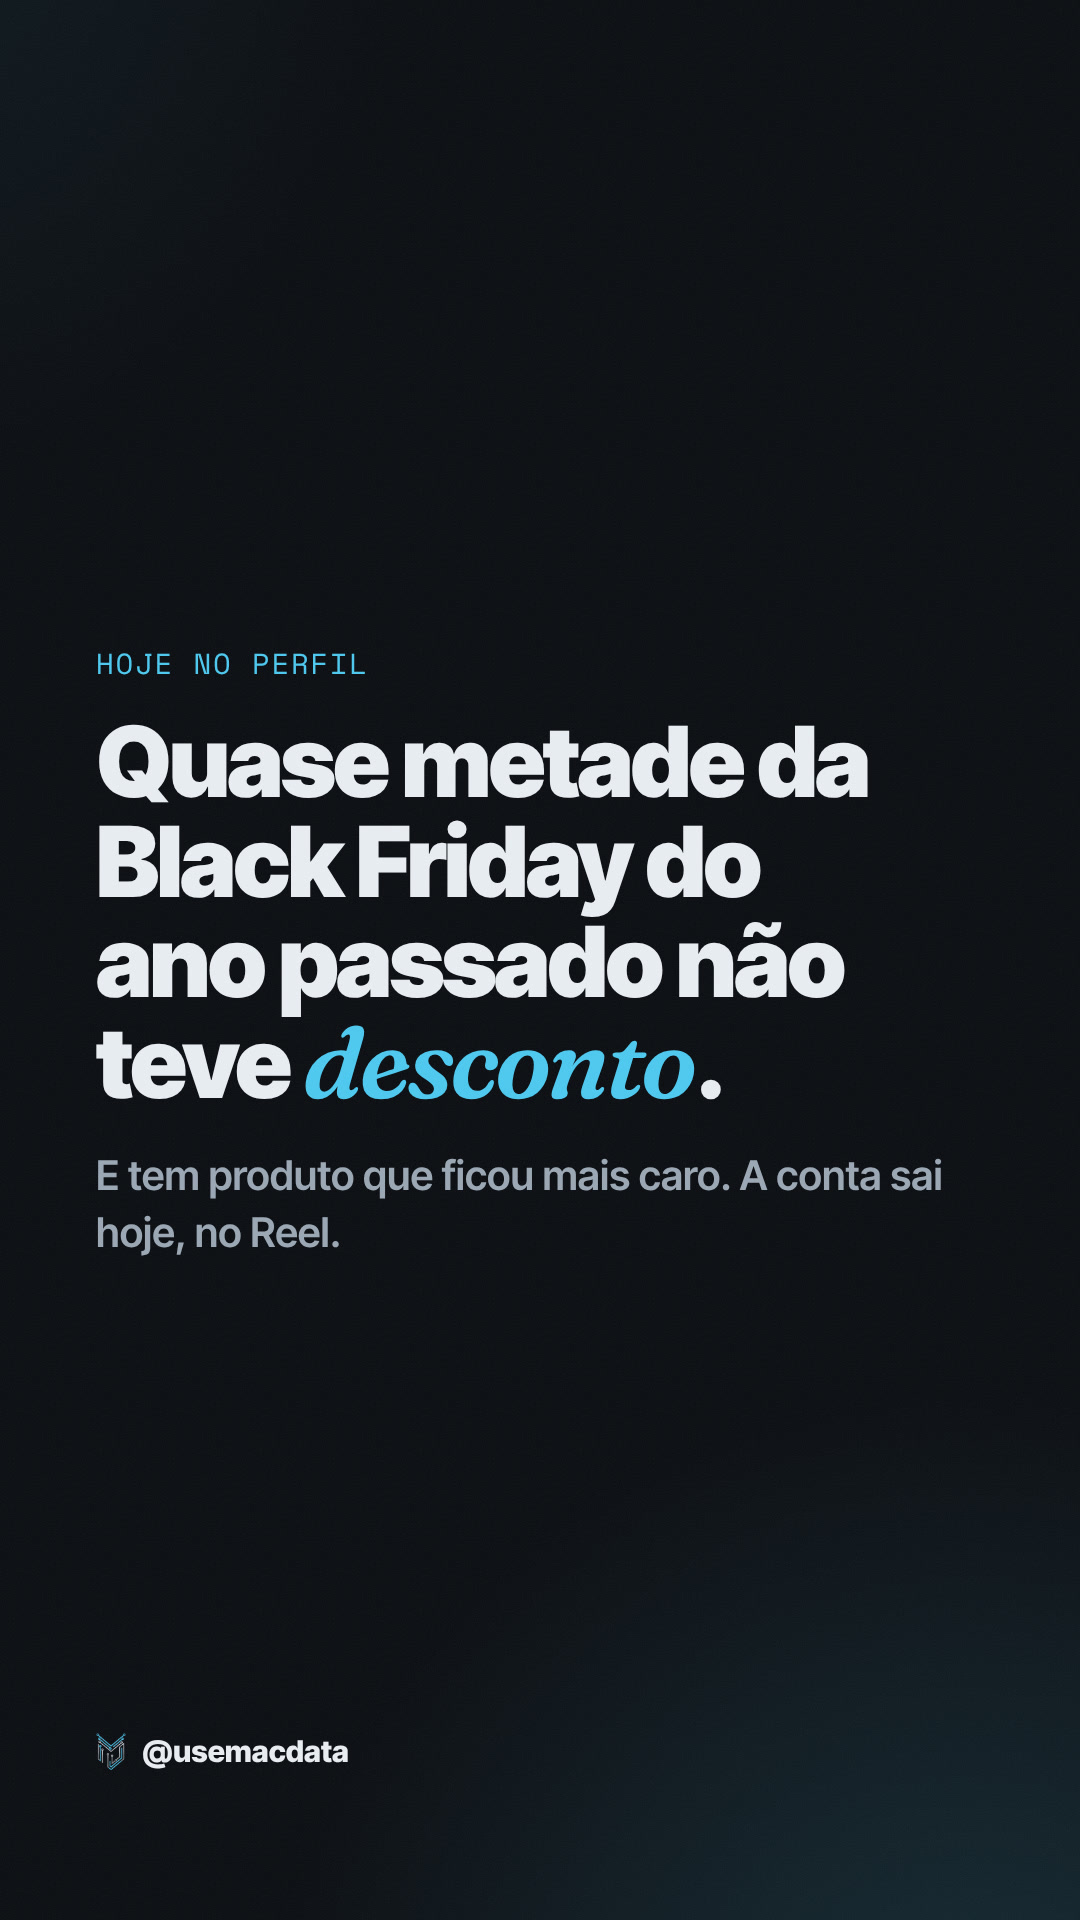 HOJE NO PERFIL
Quase metade da
Black Friday do
ano passado não
teve desconto.
E tem produto que ficou mais caro. A conta sai
hoje, no Reel.
@usemacdata